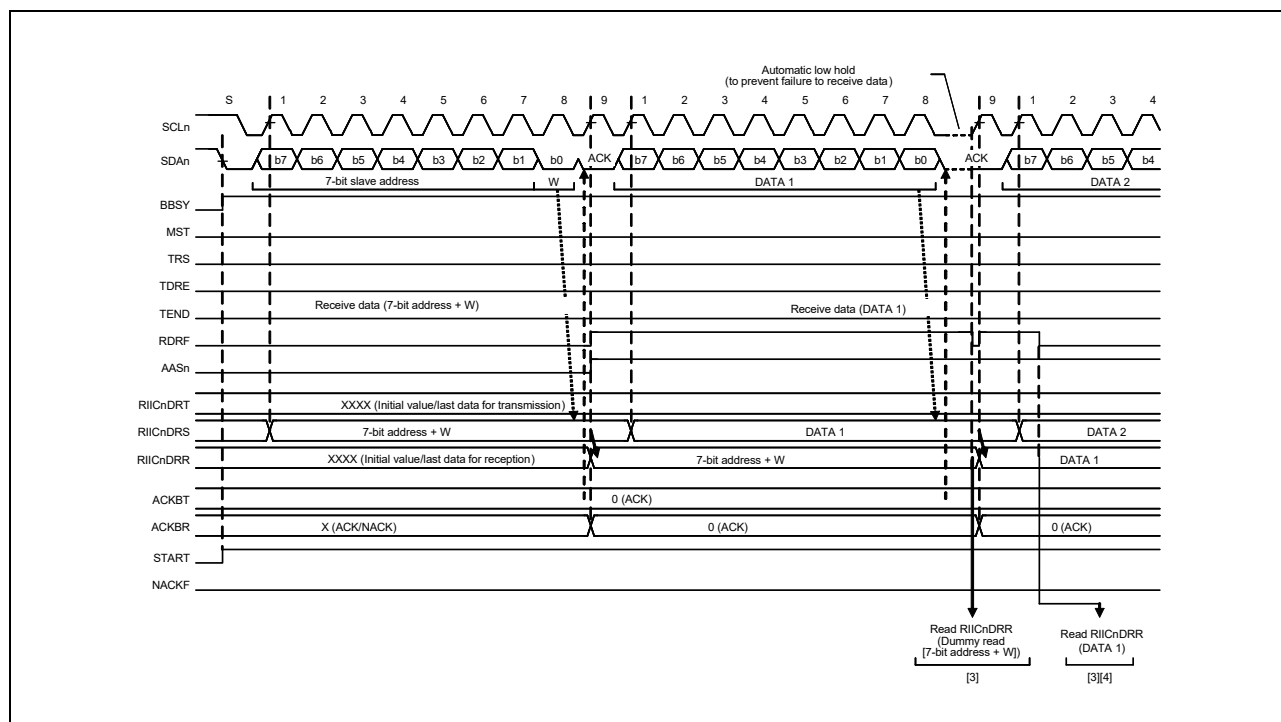 Automatic low hold
(to prevent failure to receive data)
S 1 2 3 4 5 6 7 8 9 1 2 3 4 5 6 7 8 9 1 2 3 4
SCLn
SDAn b7 b6 b5 b4 b3 b2 b1 b0 ACK b7 b6 b5 b4 b3 b2 b1 b0 ACK b7 b6 b5 b4
7-bit slave address W DATA 1 DATA 2
BBSY
MST
TRS
TDRE
Receive data (7-bit address + W) Receive data (DATA 1)
TEND
RDRF
AASn
RIICnDRT XXXX (Initial value/last data for transmission)
RIICnDRS 7-bit address + W DATA 1 DATA 2
RIICnDRR XXXX (Initial value/last data for reception) 7-bit address + W DATA 1
ACKBT 0 (ACK)
ACKBR X (ACK/NACK) 0 (ACK) 0 (ACK)
START
NACKF
Read RIICnDRR
(Dummy read
[7-bit address + W])
[3]
Read RIICnDRR
(DATA 1)
[3][4]